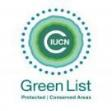 IUCN
Green List
Protected | Conserved Areas